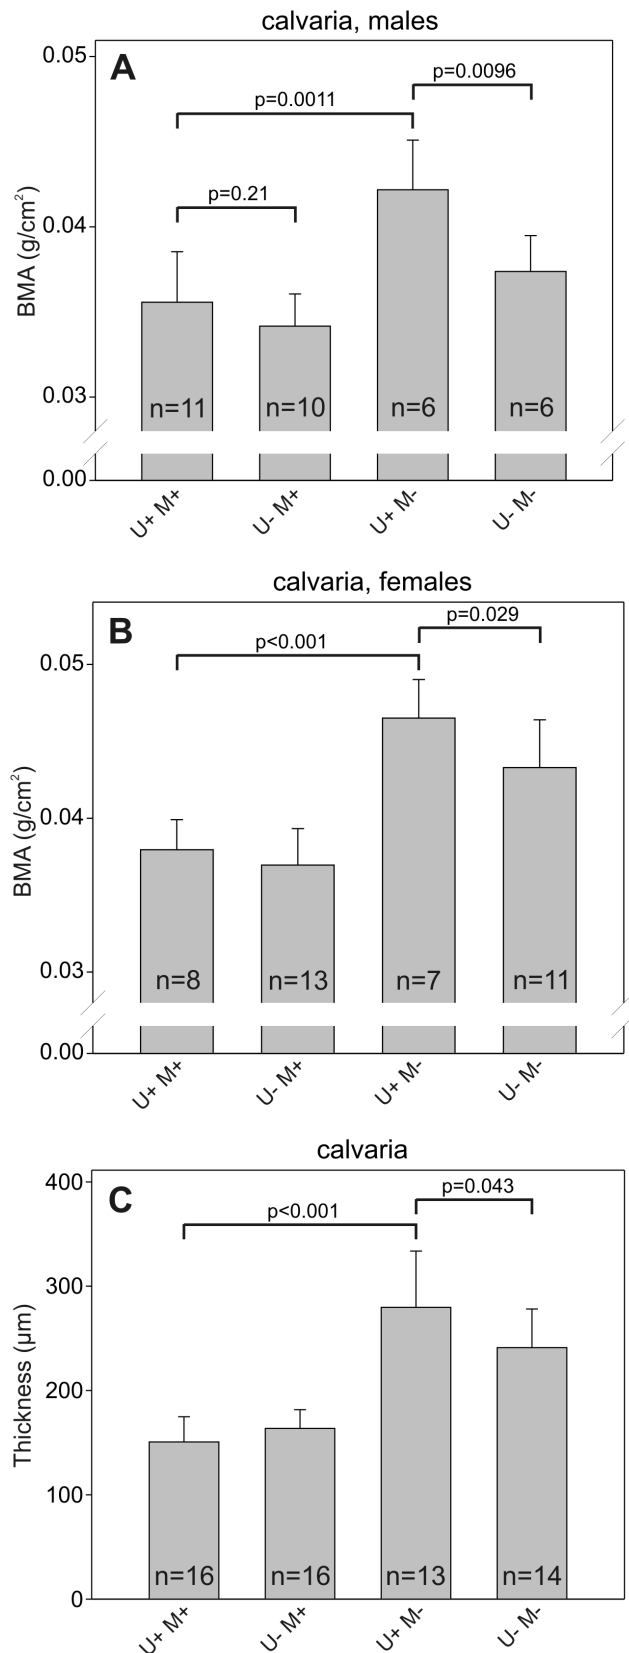 calvaria, males
A
0.05
p=0.0096
p=0.0011
p=0.21
0.04
BMA (g/cm²)
0.03
n=11 n=10 n=6 n=6
0.00
U+ M+ U- M+ U+ M- U- M-
calvaria, females
B
p=0.029
p<0.001
0.05
0.04
BMA (g/cm²)
0.03
n=8 n=13 n=7 n=11
0.00
U+ M+ U- M+ U+ M- U- M-
calvaria
400
C
p=0.043
p<0.001
300
Thickness (µm)
200
100
n=16 n=16 n=13 n=14
0
U+ M+ U- M+ U+ M- U- M-